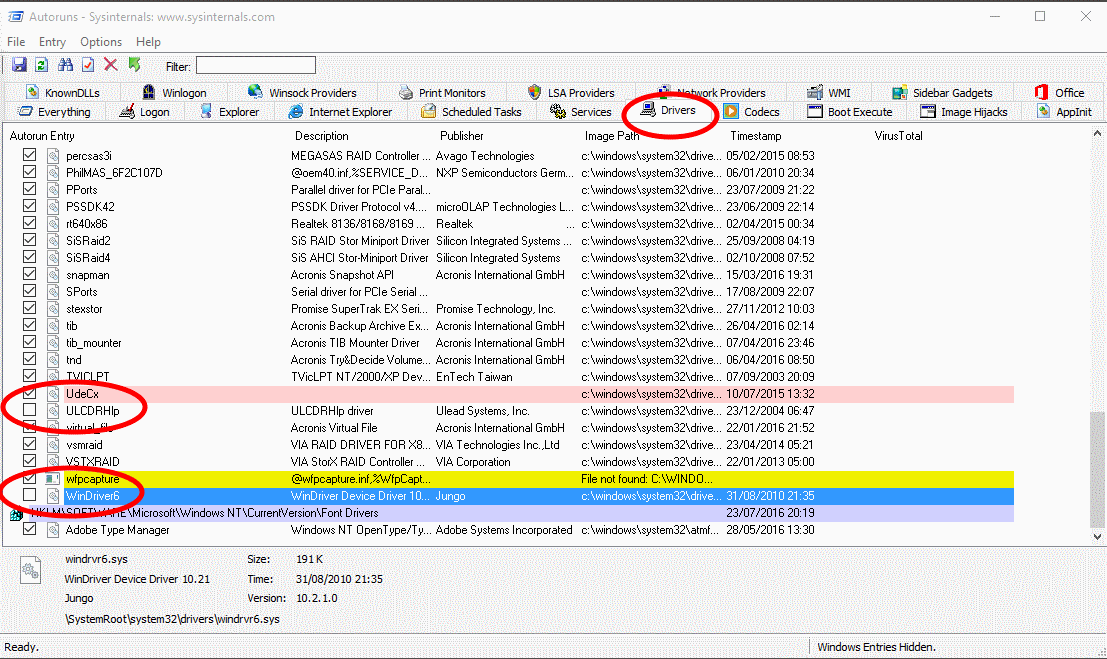 Autoruns - Sysinternals: www.sysinternals.com
File Entry Options Help
Filter:
KnownDLLs Winlogon Winsock Providers Print Monitors LSA Providers Network Providers WMI Sidebar Gadgets Office
Everything Logon Explorer Internet Explorer Scheduled Tasks Services Drivers Codecs Boot Execute Image Hijacks AppInit
Autorun Entry Description Publisher Image Path Timestamp VirusTotal
percsas3i MEGASAS RAID Controller ... Avago Technologies c:\windows\system32\drive... 05/02/2015 08:53
PhilMAS_6F2C107D @oem40.inf,%SERVICE_D... NXP Semiconductors Germ... c:\windows\system32\drive... 06/01/2010 20:34
PPorts Parallel driver for PCIe Paral... c:\windows\system32\drive... 23/07/2009 21:22
PSSDK42 PSSDK Driver Protocol v4.... microOLAP Technologies L... c:\windows\system32\drive... 23/06/2009 22:14
rt640x86 Realtek 8136/8168/8169 ... Realtek ... c:\windows\system32\drive... 02/04/2015 00:34
SiSRaid2 SiS RAID Stor Miniport Driver Silicon Integrated Systems ... c:\windows\system32\drive... 25/09/2008 04:19
SiSRaid4 SiS AHCI Stor-Miniport Driver Silicon Integrated Systems c:\windows\system32\drive... 02/10/2008 07:52
snapman Acronis Snapshot API Acronis International GmbH c:\windows\system32\drive... 15/03/2016 19:31
SPorts Serial driver for PCIe Serial ... c:\windows\system32\drive... 17/08/2009 22:07
stexstor Promise SuperTrak EX Seri... Promise Technology, Inc. c:\windows\system32\drive... 27/11/2012 10:03
tib Acronis Backup Archive Ex... Acronis International GmbH c:\windows\system32\drive... 26/04/2016 02:14
tib_mounter Acronis TIB Mounter Driver Acronis International GmbH c:\windows\system32\drive... 07/04/2016 23:46
tnd Acronis Try&Decide Volume... Acronis International GmbH c:\windows\system32\drive... 06/04/2016 08:50
TVICLPT TVicLPT NT/2000/XP Dev... EnTech Taiwan c:\windows\system32\drive... 07/09/2003 20:09
UdeCx c:\windows\system32\drive... 10/07/2015 13:32
ULCDRHlp ULCDRHlp driver Ulead Systems, Inc. c:\windows\system32\drive... 23/12/2004 06:47
virtual_file Acronis Virtual File Acronis International GmbH c:\windows\system32\drive... 22/01/2016 21:52
vsmraid VIA RAID DRIVER FOR X8... VIA Technologies Inc.,Ltd c:\windows\system32\drive... 23/04/2014 05:21
VSTXRAID VIA StorX RAID Controller ... VIA Corporation c:\windows\system32\drive... 22/01/2013 05:00
wfpcapture @wfpcapture.inf,%WfpCapt... File not found: C:\WINDO...
WinDriver6 WinDriver Device Driver 10... Jungo c:\windows\system32\drive... 31/08/2010 21:35
HKLM\SOFTWARE\Microsoft\Windows NT\CurrentVersion\Font Drivers 23/07/2016 20:19
Adobe Type Manager Windows NT OpenType/Ty... Adobe Systems Incorporated c:\windows\system32\atmf... 28/05/2016 13:30
windrvr6.sys Size: 191 K
WinDriver Device Driver 10.21 Time: 31/08/2010 21:35
Jungo Version: 10.2.1.0
\SystemRoot\system32\drivers\windrvr6.sys
Ready. Windows Entries Hidden.